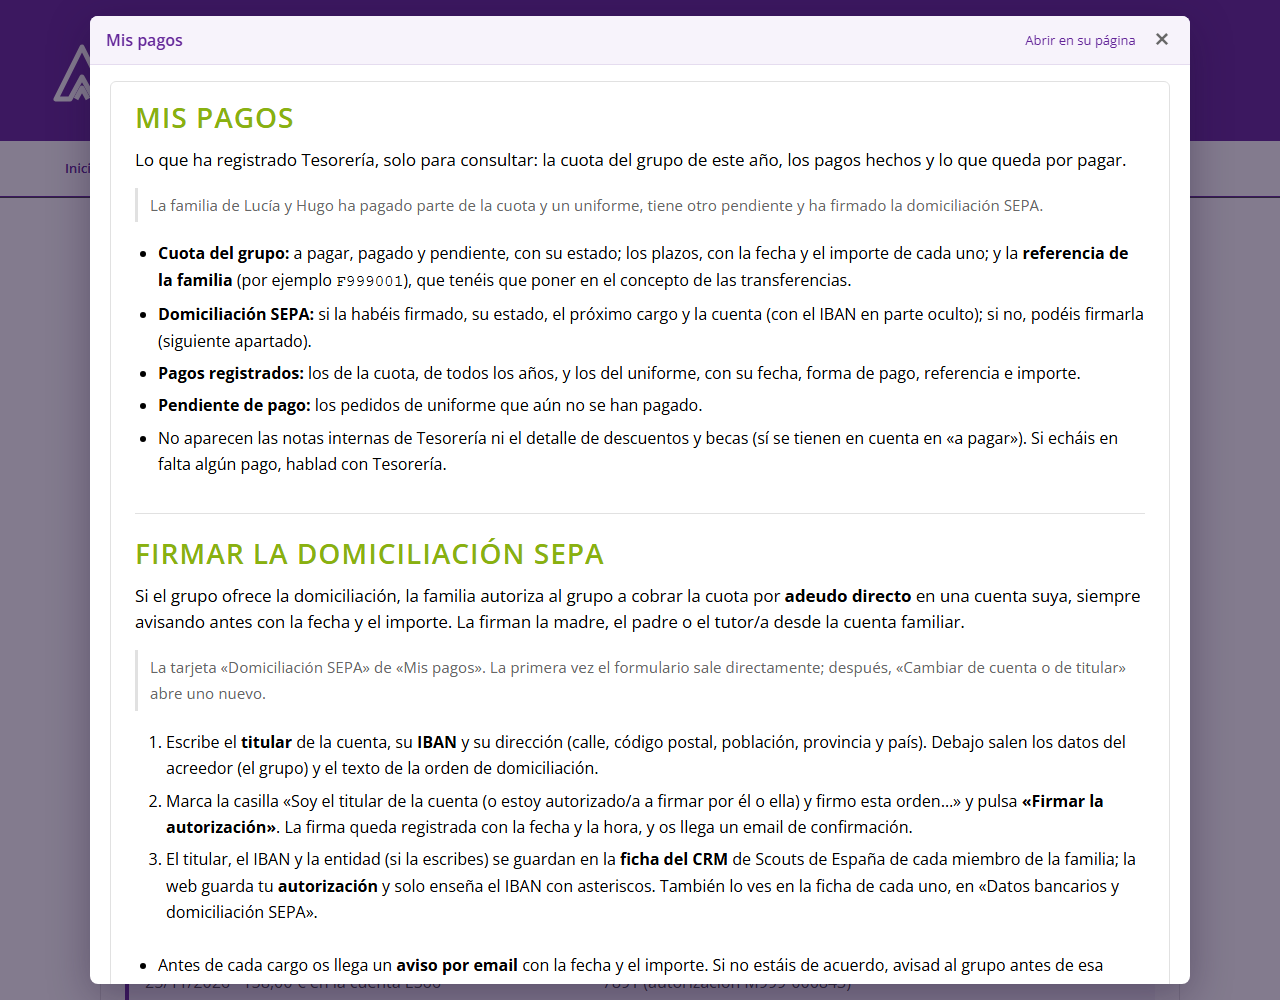 Mis pagos
Abrir en su página
✕
Inici
MIS PAGOS
Lo que ha registrado Tesorería, solo para consultar: la cuota del grupo de este año, los pagos hechos y lo que queda por pagar.
La familia de Lucía y Hugo ha pagado parte de la cuota y un uniforme, tiene otro pendiente y ha firmado la domiciliación SEPA.
• Cuota del grupo: a pagar, pagado y pendiente, con su estado; los plazos, con la fecha y el importe de cada uno; y la referencia de
la familia (por ejemplo F999001), que tenéis que poner en el concepto de las transferencias.
• Domiciliación SEPA: si la habéis firmado, su estado, el próximo cargo y la cuenta (con el IBAN en parte oculto); si no, podéis firmarla
(siguiente apartado).
• Pagos registrados: los de la cuota, de todos los años, y los del uniforme, con su fecha, forma de pago, referencia e importe.
• Pendiente de pago: los pedidos de uniforme que aún no se han pagado.
• No aparecen las notas internas de Tesorería ni el detalle de descuentos y becas (sí se tienen en cuenta en «a pagar»). Si echáis en
falta algún pago, hablad con Tesorería.
FIRMAR LA DOMICILIACIÓN SEPA
Si el grupo ofrece la domiciliación, la familia autoriza al grupo a cobrar la cuota por adeudo directo en una cuenta suya, siempre
avisando antes con la fecha y el importe. La firman la madre, el padre o el tutor/a desde la cuenta familiar.
La tarjeta «Domiciliación SEPA» de «Mis pagos». La primera vez el formulario sale directamente; después, «Cambiar de cuenta o de titular»
abre uno nuevo.
1. Escribe el titular de la cuenta, su IBAN y su dirección (calle, código postal, población, provincia y país). Debajo salen los datos del
acreedor (el grupo) y el texto de la orden de domiciliación.
2. Marca la casilla «Soy el titular de la cuenta (o estoy autorizado/a a firmar por él o ella) y firmo esta orden...» y pulsa «Firmar la
autorización». La firma queda registrada con la fecha y la hora, y os llega un email de confirmación.
3. El titular, el IBAN y la entidad (si la escribes) se guardan en la ficha del CRM de Scouts de España de cada miembro de la familia; la
web guarda tu autorización y solo enseña el IBAN con asteriscos. También lo ves en la ficha de cada uno, en «Datos bancarios y
domiciliación SEPA».
• Antes de cada cargo os llega un aviso por email con la fecha y el importe. Si no estáis de acuerdo, avisad al grupo antes de esa